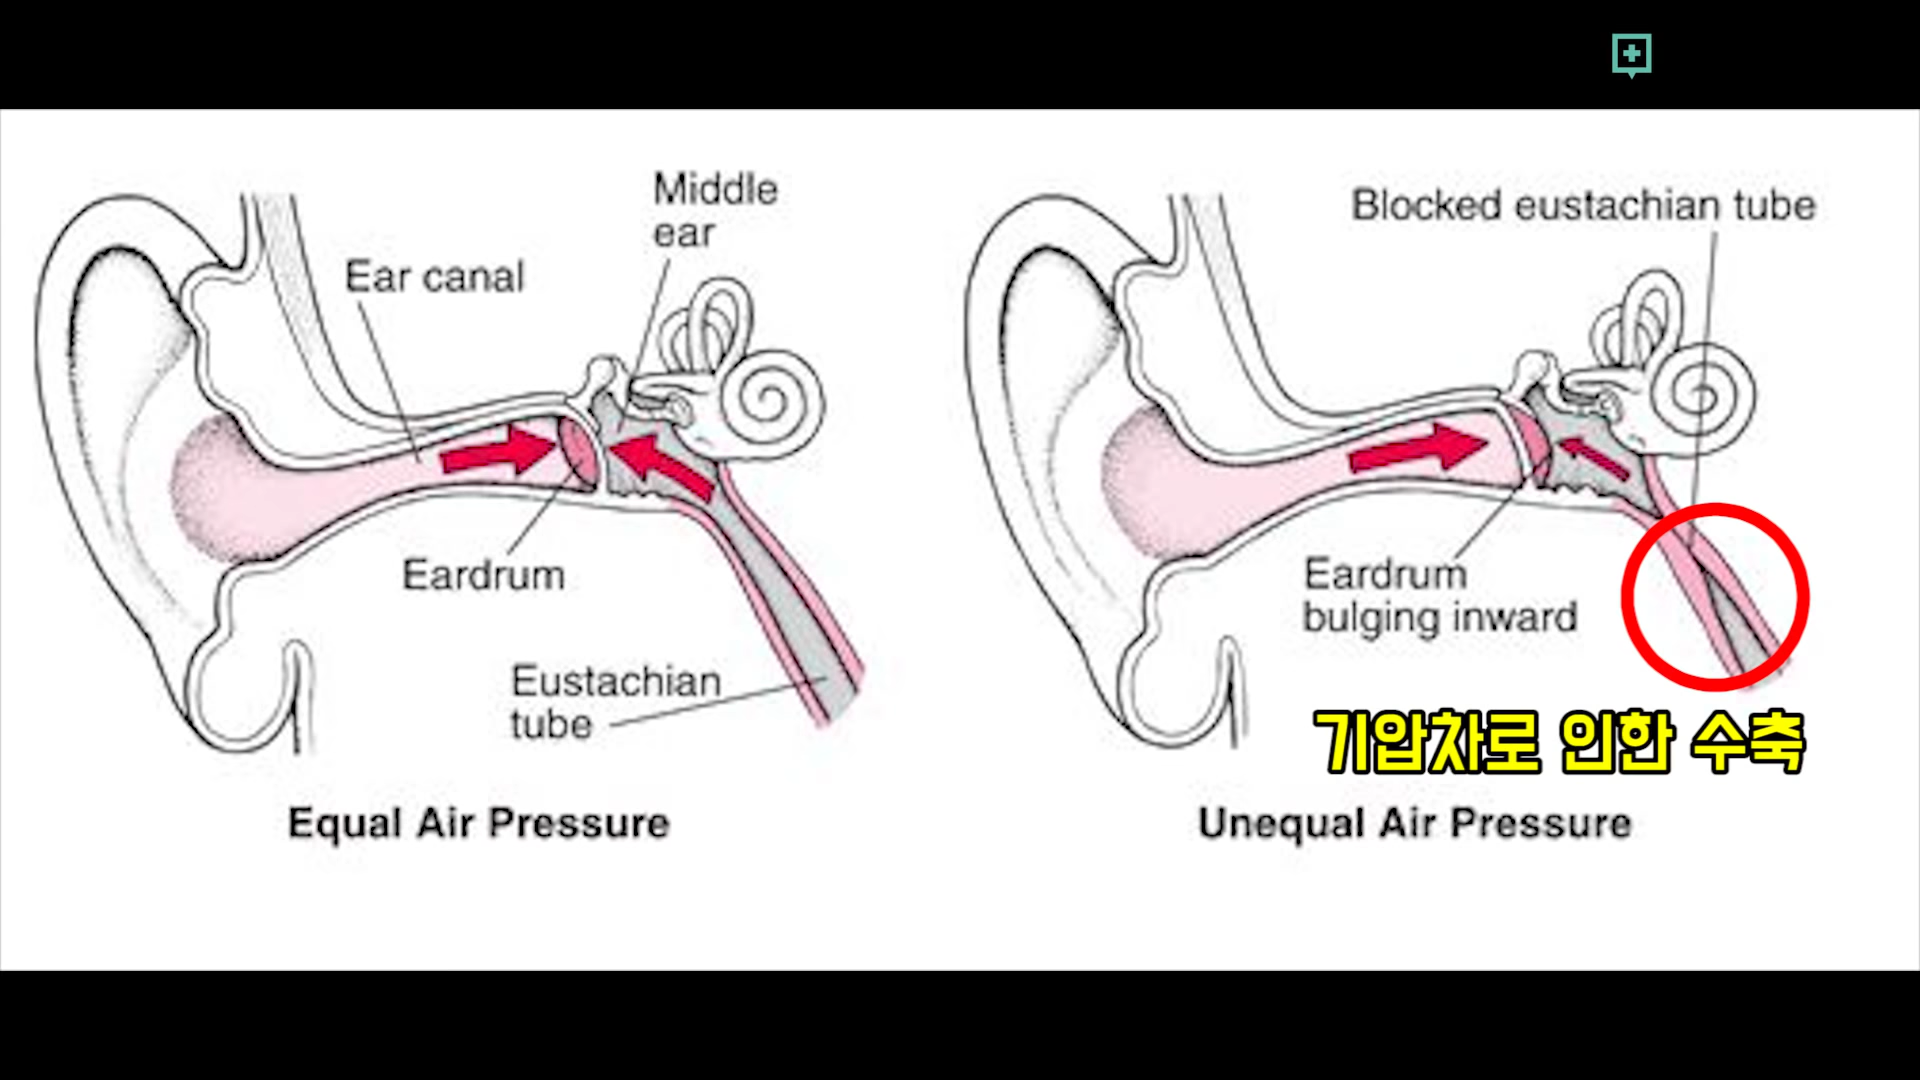 Middle
ear
Ear canal
Eardrum
Eustachian
tube
Equal Air Pressure
Blocked eustachian tube
Eardrum
bulging inward
기압차로 인한 수축
Unequal Air Pressure